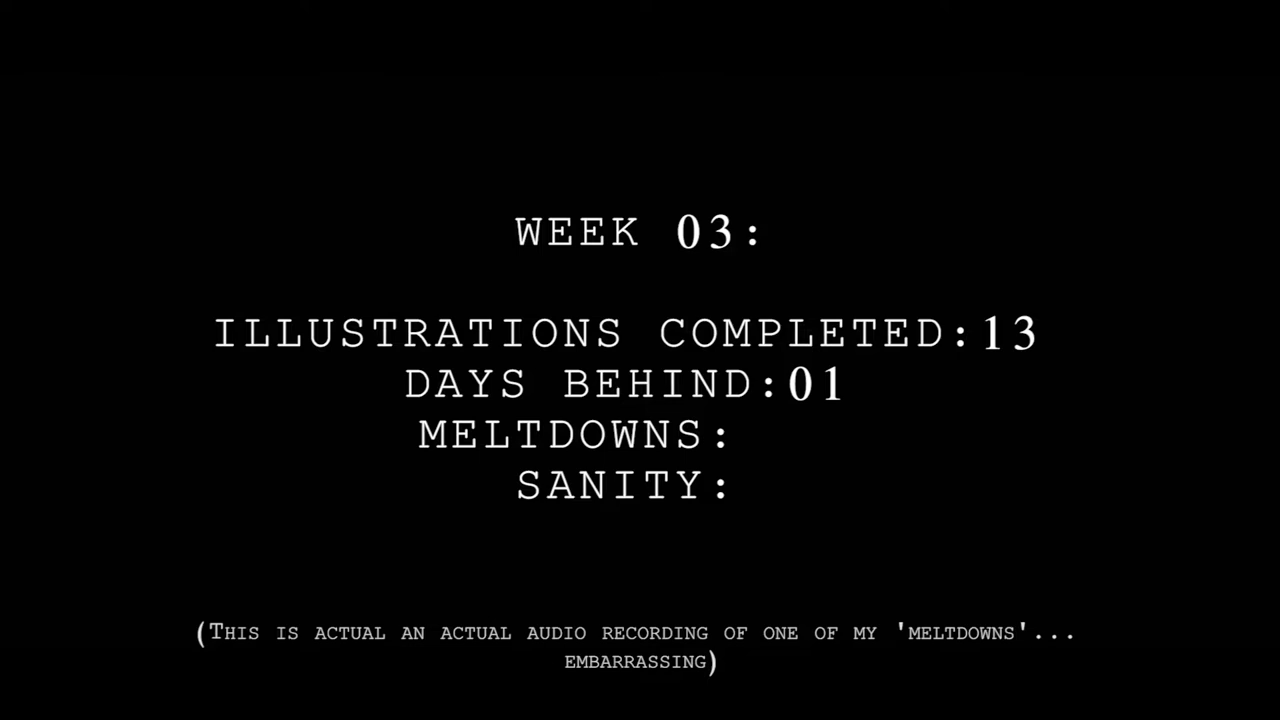 WEEK 03:
ILLUSTRATIONS COMPLETED:13
DAYS BEHIND:01
MELTDOWNS:
SANITY:
(THIS IS ACTUAL AN ACTUAL AUDIO RECORDING OF ONE OF MY 'MELTDOWNS'...
EMBARRASSING)